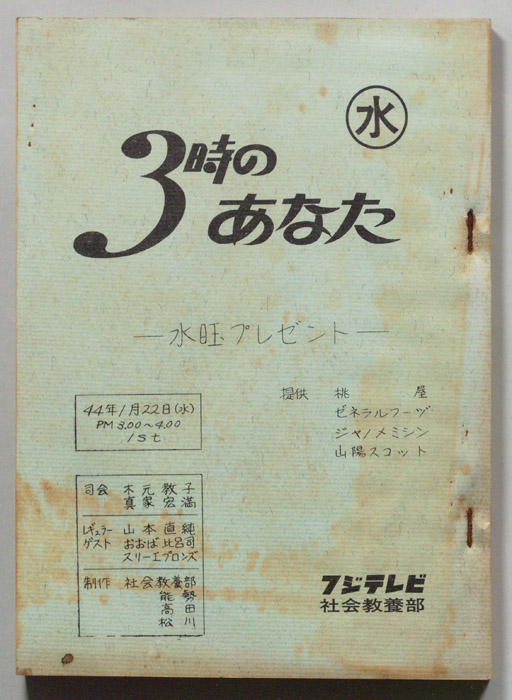 水
3時の
あなた
—水旺プレゼント—
44年1月22日(水)
PM 3.00~4.00
1st.
提供 桃屋
ゼネラルフーヅ
ジャノメミシン
山陽スコット
司会 木元教子
真家宏満
レギュラーゲスト 山本直純
おおば比呂司
スリーエブロンズ
制作 社会教養部
能勢
高田
松川
フジテレビ
社会教養部